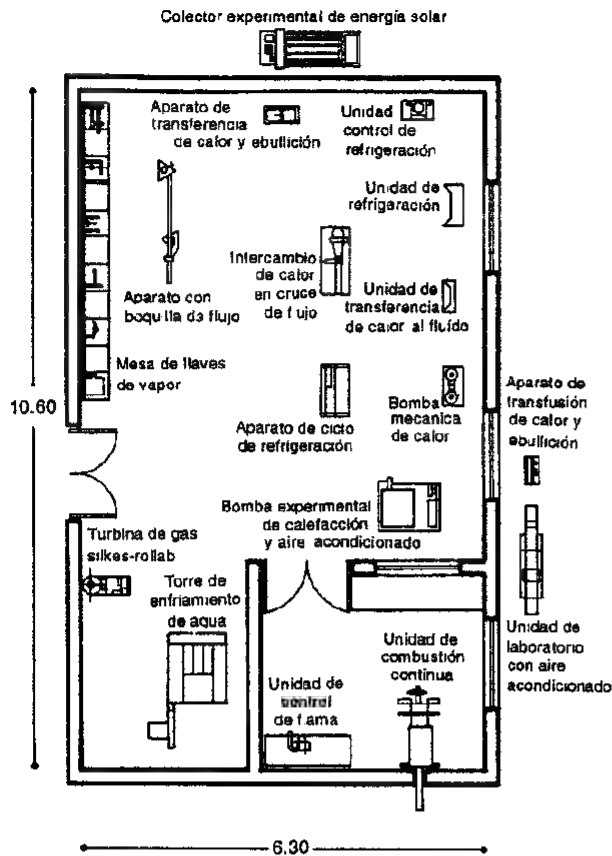 Colector experimental de energía solar
Aparato de
transferencia
de calor y ebullición
Unidad
control de
refrigeración
Unidad de
refrigeración
Intercambio
de calor
en cruce
de flujo
Unidad de
transferencia
de calor al fluído
Aparato con
boquilla de flujo
Mesa de llaves
de vapor
10.60
Aparato de ciclo
de refrigeración
Bomba
mecanica
de calor
Aparato de
transfusión
de calor y
ebullición
Bomba experimental
de calefacción
y aire acondicionado
Turbina de gas
silkes-rollab
Torre de
enfriamiento
de aqua
Unidad de
combustión
continua
Unidad de
laboratorio
con aire
acondicionado
Unidad de
control
de flama
6.30